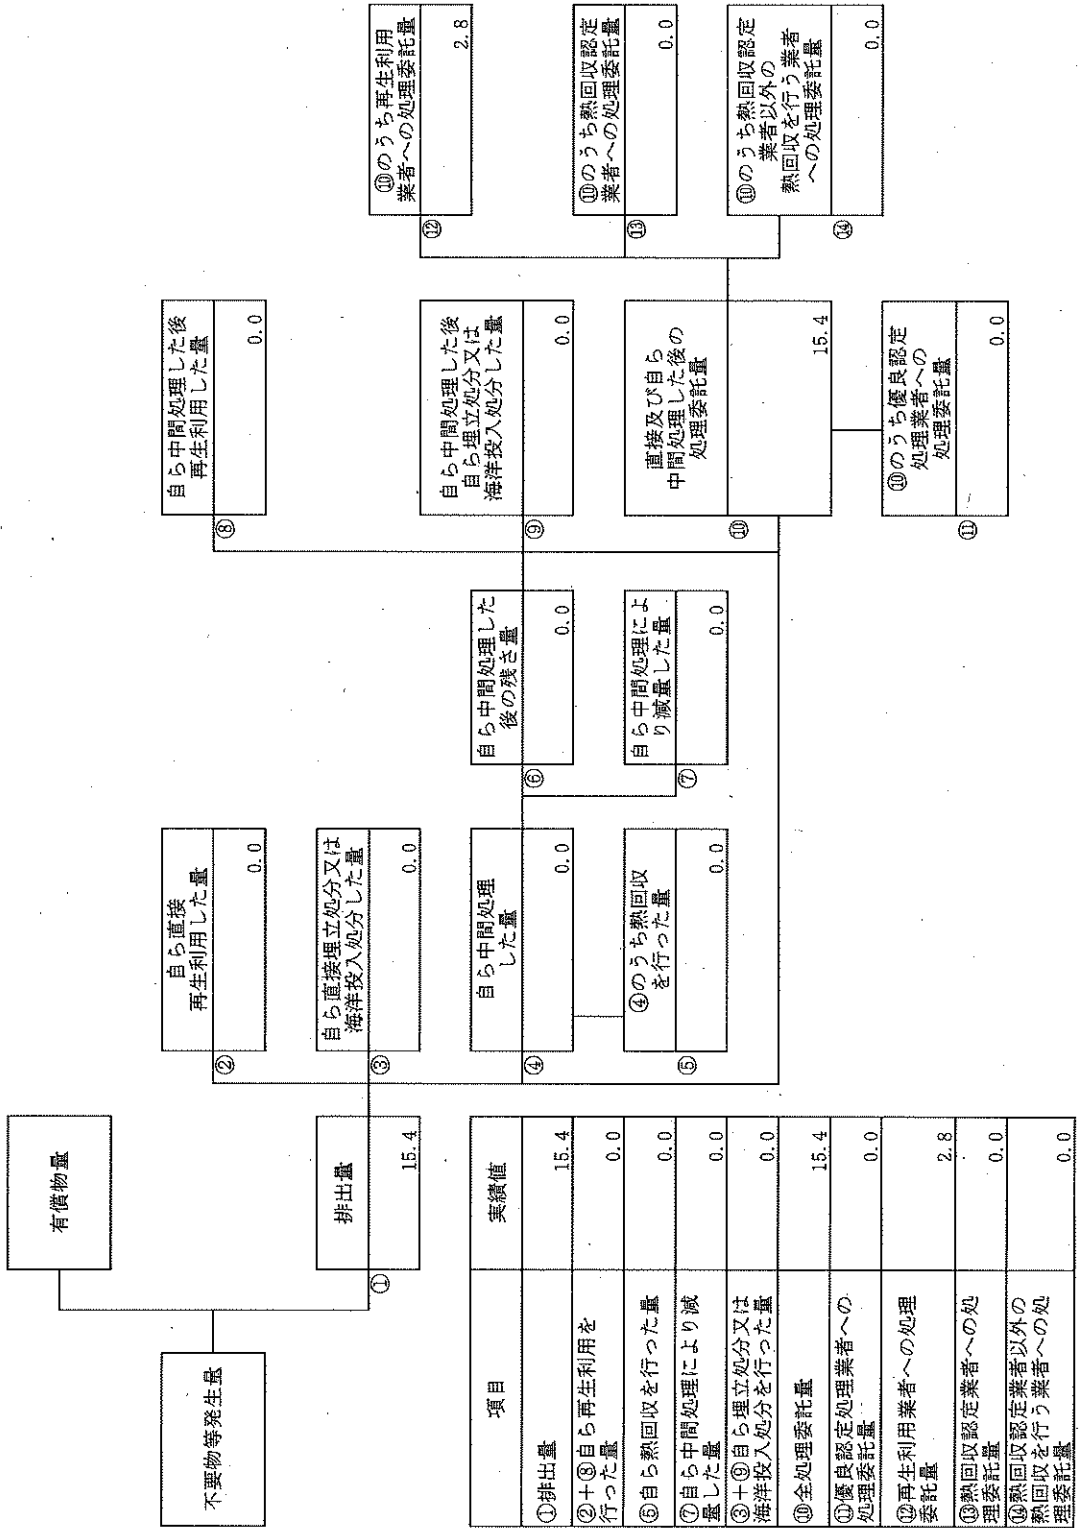 不要物等発生量
有償物量
排出量
①
15.4
自ら直接
再生利用した量
②
0.0
自ら直接埋立処分又は
海洋投入処分した量
③
0.0
自ら中間処理
した量
④
0.0
④のうち熱回収
を行った量
⑤
0.0
自ら中間処理した
後の残さ量
⑥
0.0
自ら中間処理によ
り減量した量
⑦
0.0
自ら中間処理した後
再生利用した量
⑧
0.0
自ら中間処理した後
自ら埋立処分又は
海洋投入処分した量
⑨
0.0
直接及び自ら
中間処理した後の
処理委託量
⑩
15.4
⑩のうち優良認定
処理業者への
処理委託量
⑪
0.0
⑩のうち再生利用
業者への処理委託量
⑫
2.8
⑩のうち熱回収認定
業者への処理委託量
⑬
0.0
⑩のうち熱回収認定
業者以外の
熱回収を行う業者
への処理委託量
⑭
0.0
項目 実績値
①排出量 15.4
②+⑧自ら再生利用を
行った量 0.0
⑤自ら熱回収を行った量 0.0
⑦自ら中間処理により減
量した量 0.0
③+⑨自ら埋立処分又は
海洋投入処分を行った量 0.0
⑩全処理委託量 15.4
⑪優良認定処理業者への
処理委託量 0.0
⑫再生利用業者への処理
委託量 2.8
⑬熱回収認定業者への処
理委託量 0.0
⑭熱回収認定業者以外の
熱回収を行う業者への処
理委託量 0.0